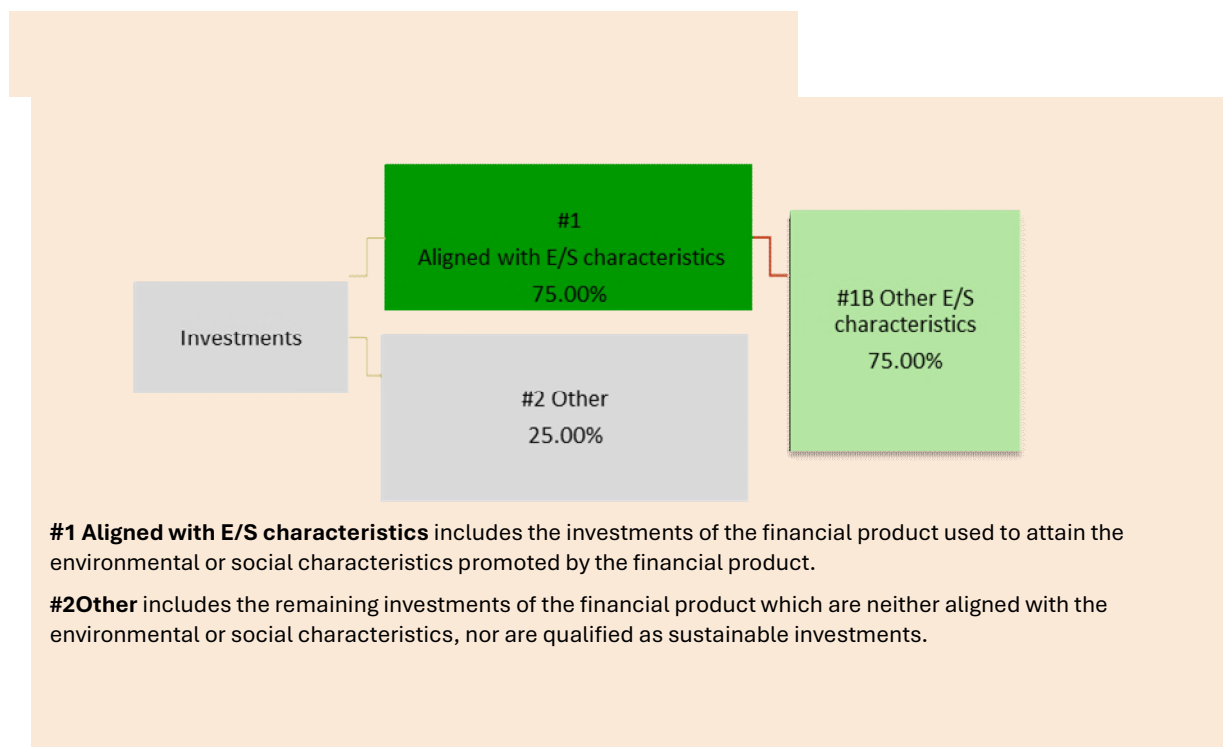 #1
Aligned with E/S characteristics
75.00%
#1B Other E/S
characteristics
75.00%
Investments
#2 Other
25.00%
#1 Aligned with E/S characteristics includes the investments of the financial product used to attain the
environmental or social characteristics promoted by the financial product.
#2Other includes the remaining investments of the financial product which are neither aligned with the
environmental or social characteristics, nor are qualified as sustainable investments.